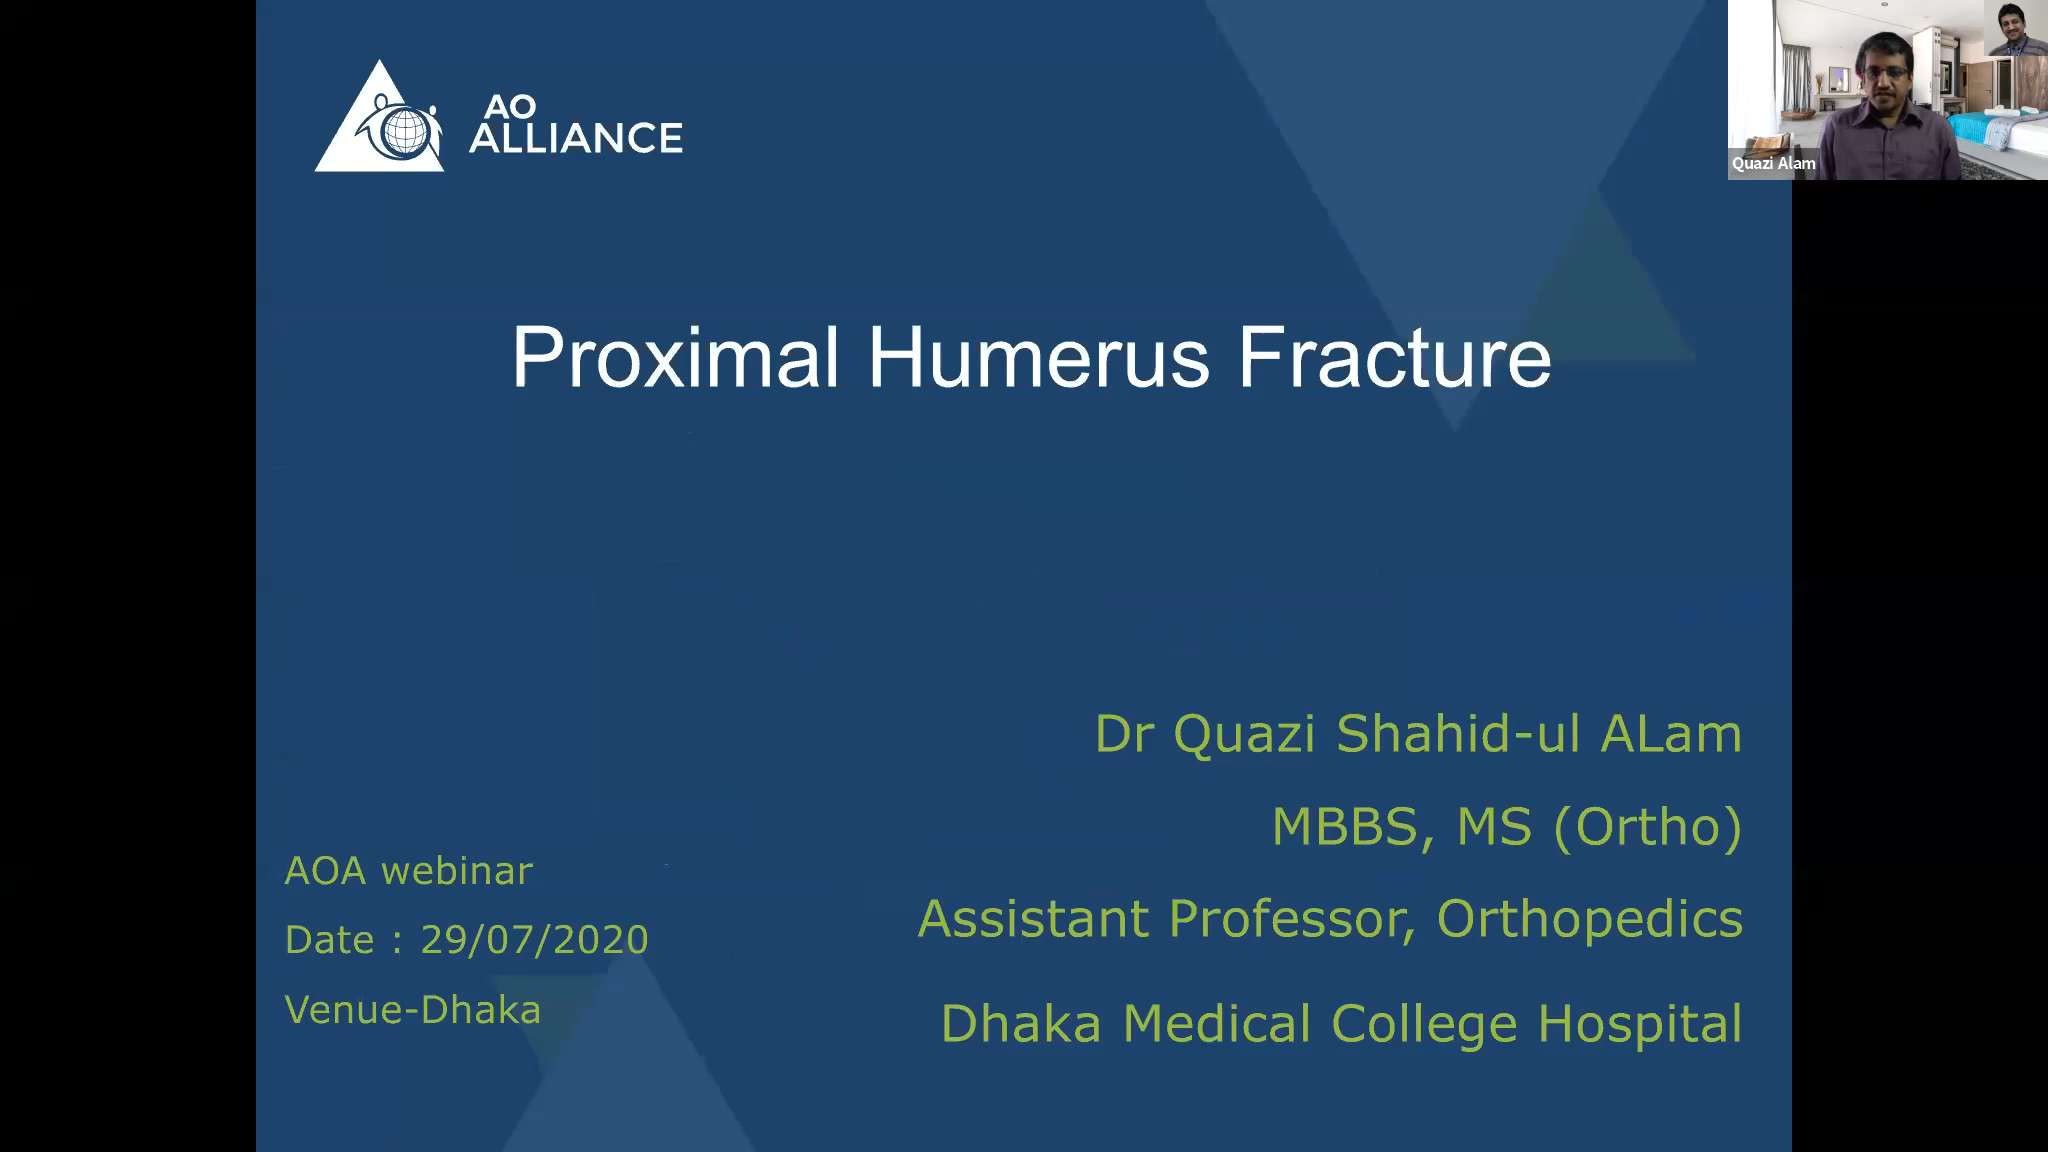 AO
ALLIANCE
Quazi Alam
Proximal Humerus Fracture
Dr Quazi Shahid-ul ALam
MBBS, MS (Ortho)
Assistant Professor, Orthopedics
Dhaka Medical College Hospital
AOA webinar
Date : 29/07/2020
Venue-Dhaka